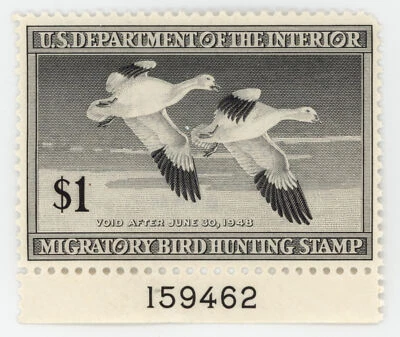 U.S. DEPARTMENT OF THE INTERIOR
$1
VOID AFTER JUNE 30, 1948
MIGRATORY BIRD HUNTING STAMP
159462